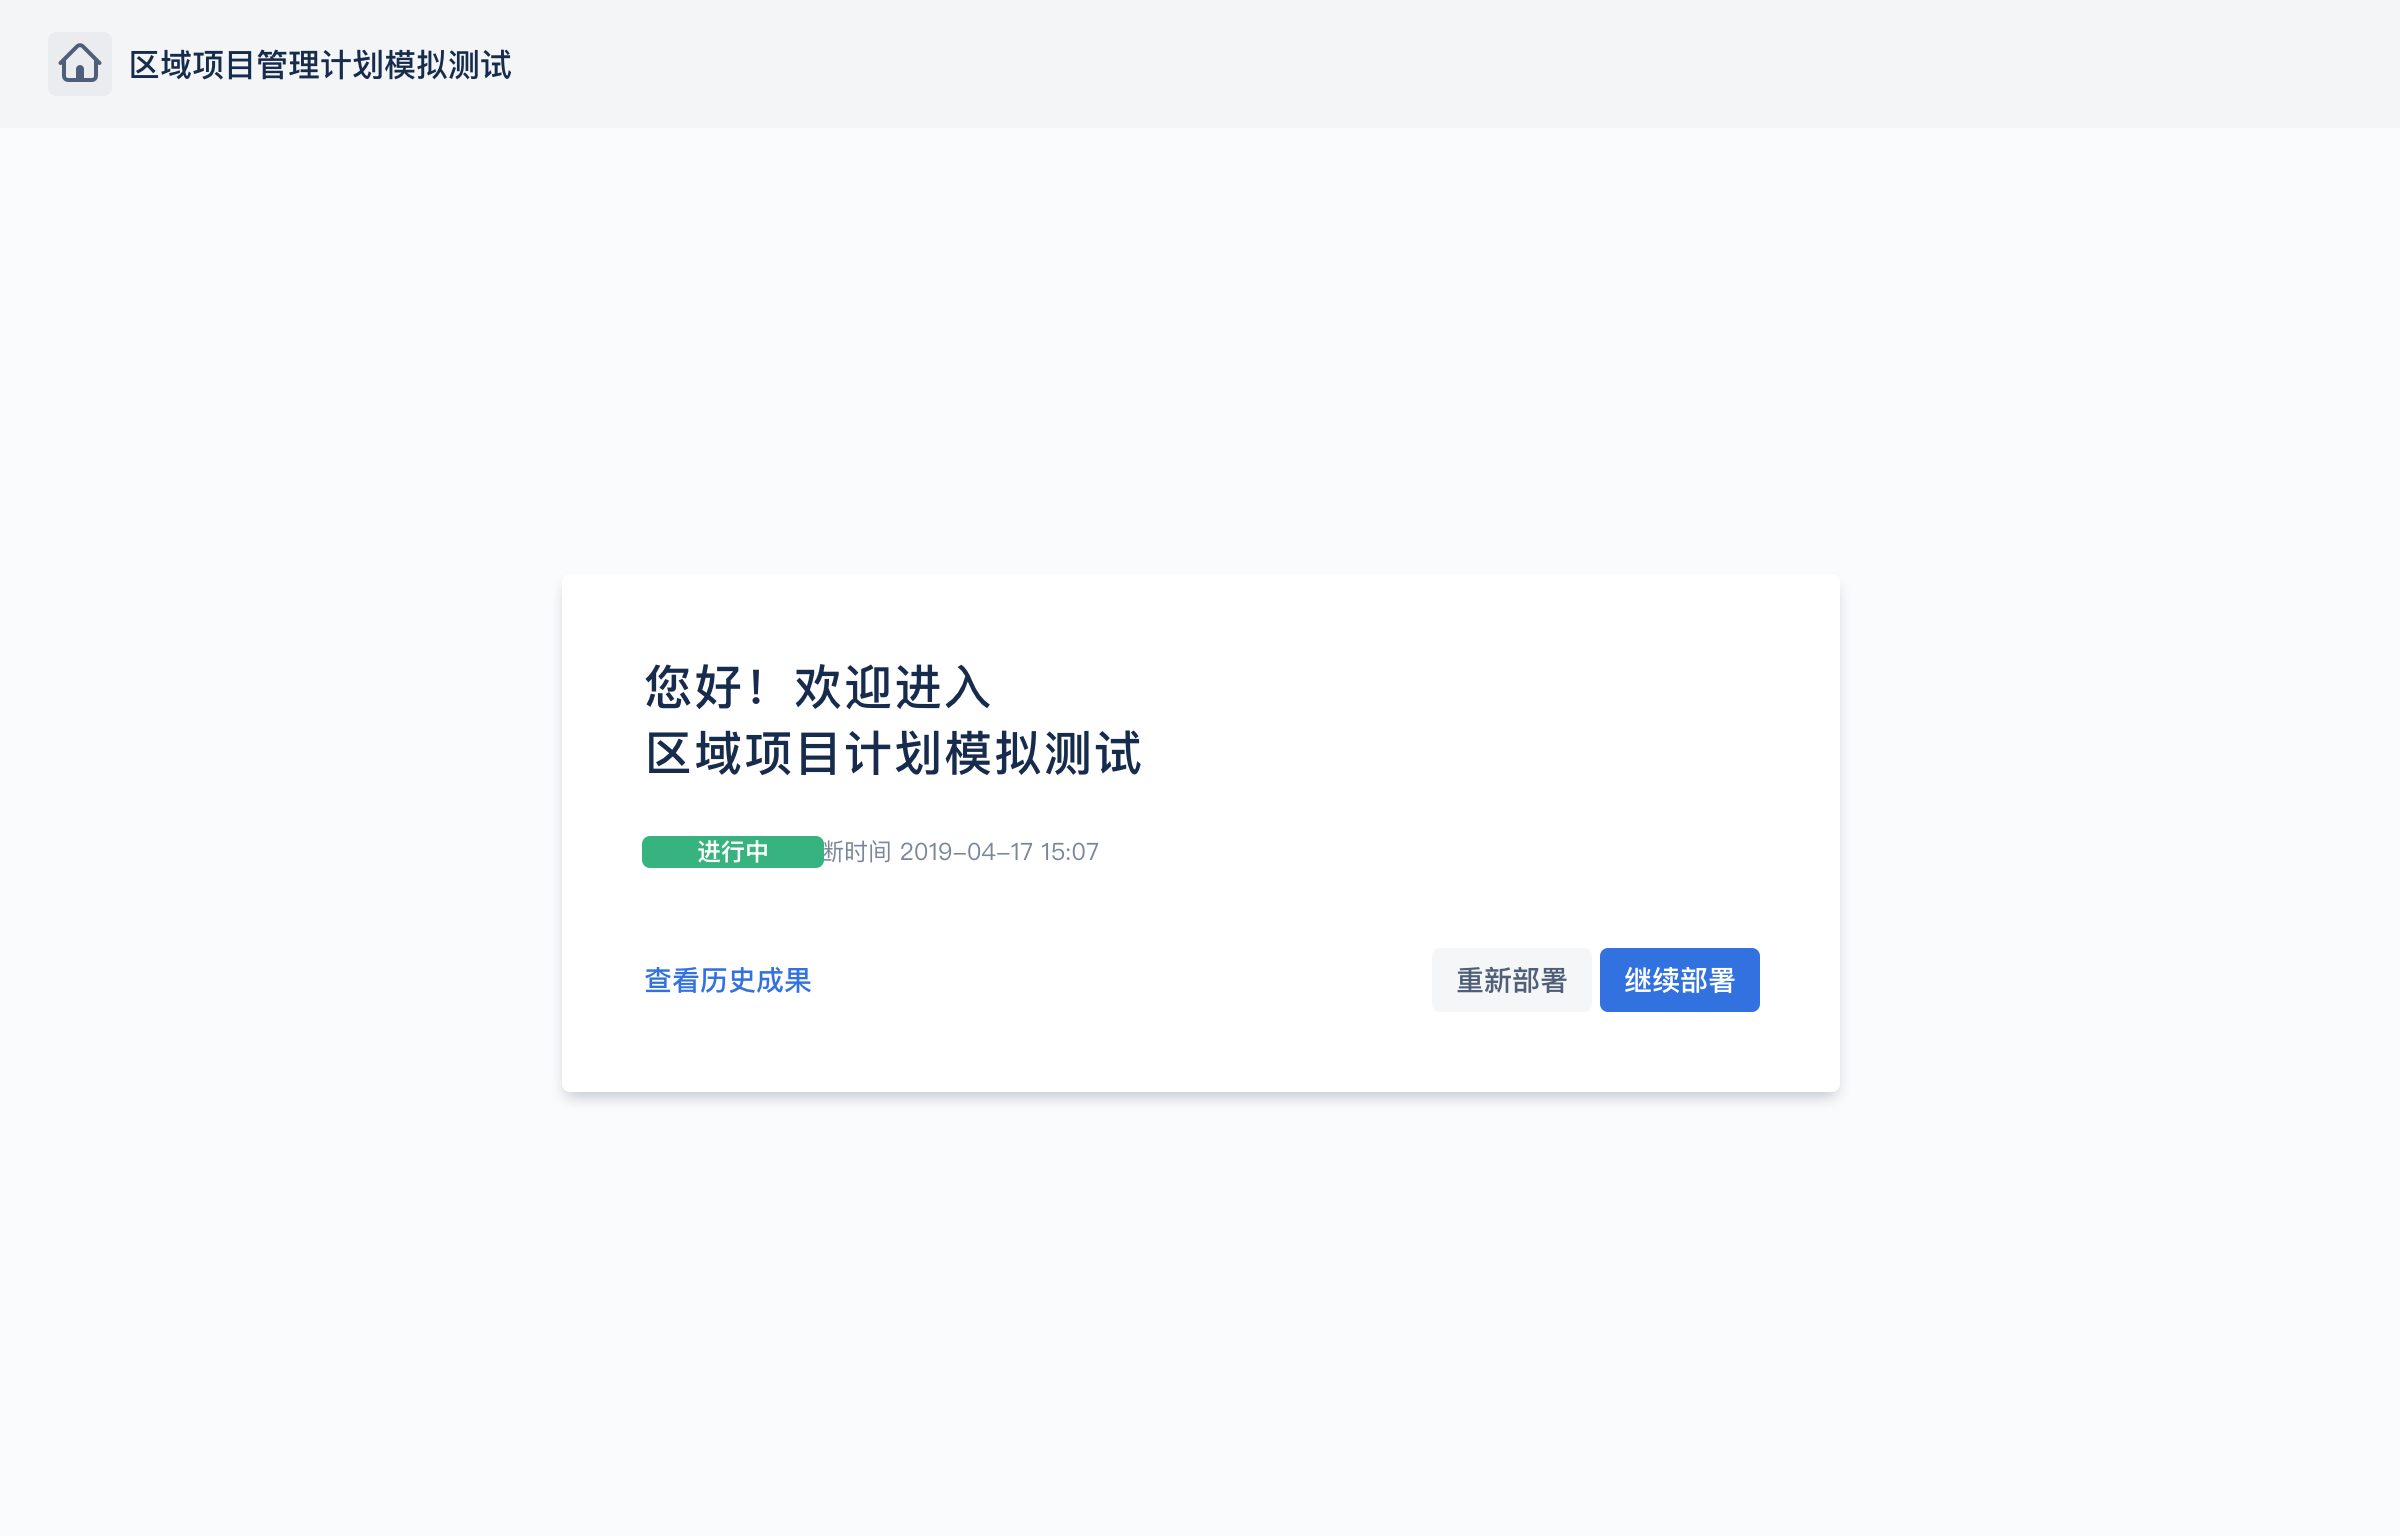 区域项目管理计划模拟测试
您好！欢迎进入
区域项目计划模拟测试
进行中 断时间 2019-04-17 15:07
查看历史成果 重新部署 继续部署